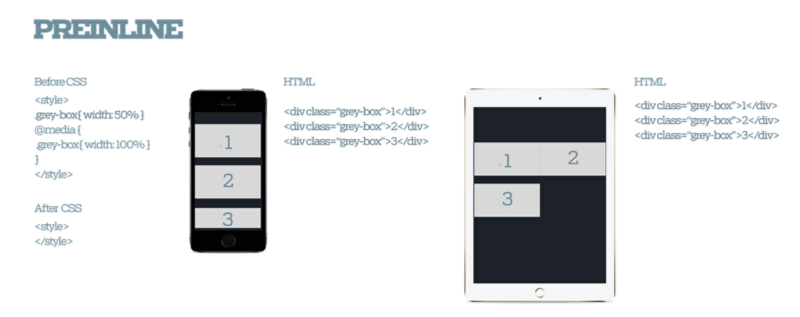 PREINLINE
Before CSS
<style>
.grey-box{ width: 50% }
@media {
.grey-box{ width: 100% }
}
</style>
After CSS
<style>
</style>
1
2
3
HTML
<div class="grey-box">1</div>
<div class="grey-box">2</div>
<div class="grey-box">3</div>
1 2
3
HTML
<div class="grey-box">1</div>
<div class="grey-box">2</div>
<div class="grey-box">3</div>